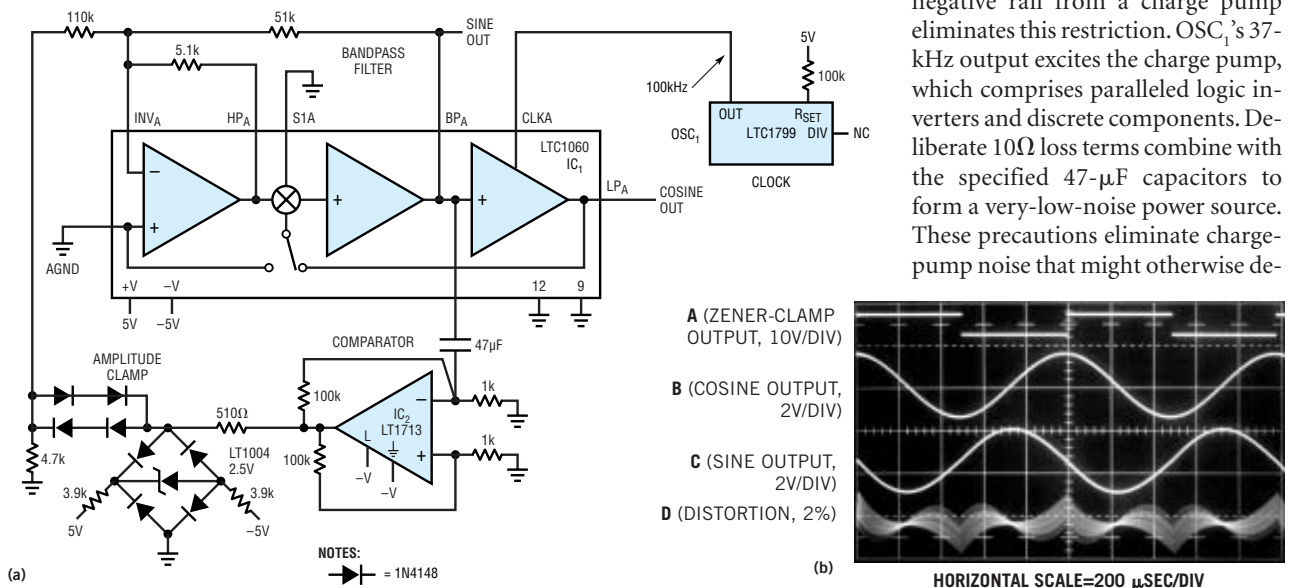 110k
51k
SINE
OUT
5.1k
BANDPASS
FILTER
INVA
HPA
S1A
BPA
CLKA
LTC1060
IC1
LPA
COSINE
OUT
AGND
+V
–V
5V
–5V
12
9
5V
100k
100kHz
OUT
RSET
OSC1
LTC1799
DIV
NC
CLOCK
AMPLITUDE
CLAMP
COMPARATOR
47µF
100k
–
1k
510Ω
IC2
LT1713
L
LT1004
2.5V
100k
+
1k
–V
–V
4.7k
3.9k
5V
3.9k
–5V
NOTES:
= 1N4148
(a)
negative rail from a charge pump
eliminates this restriction. OSC1's 37-
kHz output excites the charge pump,
which comprises paralleled logic in-
verters and discrete components. De-
liberate 10Ω loss terms combine with
the specified 47-µF capacitors to
form a very-low-noise power source.
These precautions eliminate charge-
pump noise that might otherwise de-
A (ZENER-CLAMP
OUTPUT, 10V/DIV)
B (COSINE OUTPUT,
2V/DIV)
C (SINE OUTPUT,
2V/DIV)
D (DISTORTION, 2%)
(b)
HORIZONTAL SCALE=200 µSEC/DIV